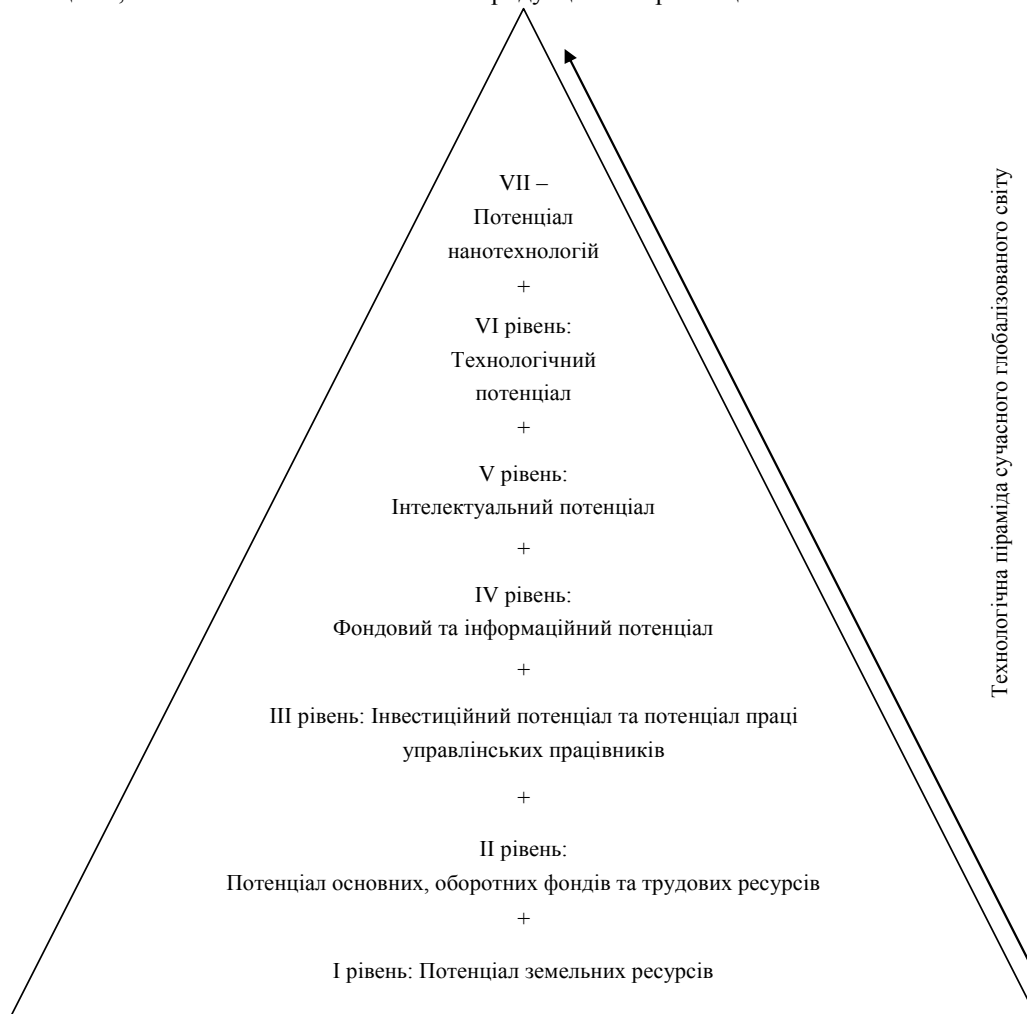 VII –
Потенціал
нанотехнологій
+
VI рівень:
Технологічний
потенціал
+
V рівень:
Інтелектуальний потенціал
+
IV рівень:
Фондовий та інформаційний потенціал
+
III рівень: Інвестиційний потенціал та потенціал праці
управлінських працівників
+
II рівень:
Потенціал основних, оборотних фондів та трудових ресурсів
+
I рівень: Потенціал земельних ресурсів
Технологічна піраміда сучасного глобалізованого світу